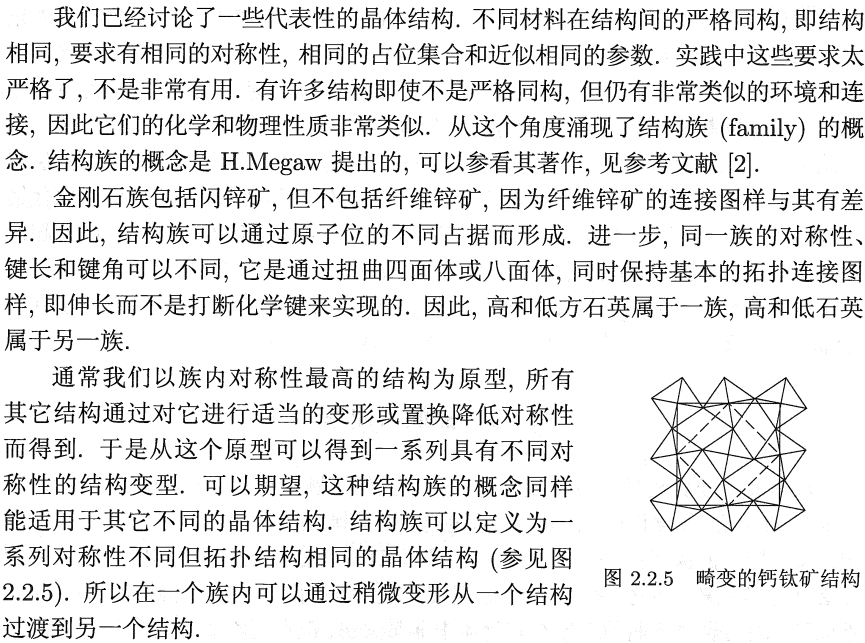 我们已经讨论了一些代表性的晶体结构. 不同材料在结构间的严格同构, 即结构
相同, 要求有相同的对称性, 相同的占位集合和近似相同的参数. 实践中这些要求太
严格了, 不是非常有用. 有许多结构即使不是严格同构, 但仍有非常类似的环境和连
接, 因此它们的化学和物理性质非常类似. 从这个角度涌现了结构族 (family) 的概
念. 结构族的概念是 H.Megaw 提出的, 可以参看其著作, 见参考文献 [2].
金刚石族包括闪锌矿, 但不包括纤维锌矿, 因为纤维锌矿的连接图样与其有差
异. 因此, 结构族可以通过原子位的不同占据而形成. 进一步, 同一族的对称性、
键长和键角可以不同, 它是通过扭曲四面体或八面体, 同时保持基本的拓扑连接图
样, 即伸长而不是打断化学键来实现的. 因此, 高和低方石英属于一族, 高和低石英
属于另一族.
通常我们以族内对称性最高的结构为原型, 所有
其它结构通过对它进行适当的变形或置换降低对称性
而得到. 于是从这个原型可以得到一系列具有不同对
称性的结构变型. 可以期望, 这种结构族的概念同样
能适用于其它不同的晶体结构. 结构族可以定义为一
系列对称性不同但拓扑结构相同的晶体结构 (参见图
2.2.5). 所以在一个族内可以通过稍微变形从一个结构
过渡到另一个结构.
图 2.2.5 畸变的钙钛矿结构